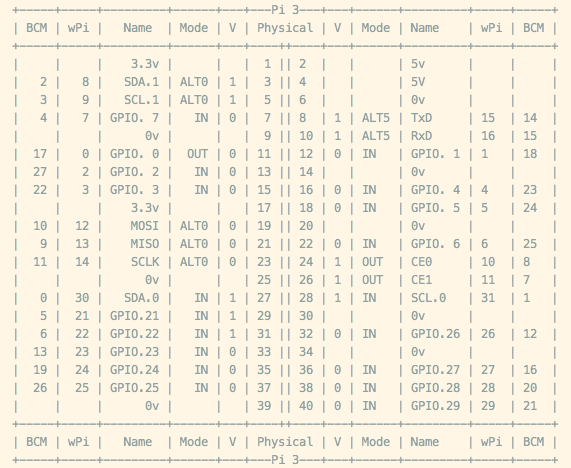 +-----+-----+---------+------+---+---Pi 3---+---+------+---------+-----+-----+
| BCM | wPi |   Name  | Mode | V | Physical | V | Mode | Name    | wPi | BCM |
+-----+-----+---------+------+---+----++----+---+------+---------+-----+-----+
|     |     |    3.3v |      |   |  1 || 2  |   |      | 5v      |     |     |
|   2 |   8 |   SDA.1 | ALT0 | 1 |  3 || 4  |   |      | 5V      |     |     |
|   3 |   9 |   SCL.1 | ALT0 | 1 |  5 || 6  |   |      | 0v      |     |     |
|   4 |   7 | GPIO. 7 |   IN | 0 |  7 || 8  | 1 | ALT5 | TxD     | 15  | 14  |
|     |     |      0v |      |   |  9 || 10 | 1 | ALT5 | RxD     | 16  | 15  |
|  17 |   0 | GPIO. 0 |  OUT | 0 | 11 || 12 | 0 | IN   | GPIO. 1 | 1   | 18  |
|  27 |   2 | GPIO. 2 |   IN | 0 | 13 || 14 |   |      | 0v      |     |     |
|  22 |   3 | GPIO. 3 |   IN | 0 | 15 || 16 | 0 | IN   | GPIO. 4 | 4   | 23  |
|     |     |    3.3v |      |   | 17 || 18 | 0 | IN   | GPIO. 5 | 5   | 24  |
|  10 |  12 |    MOSI | ALT0 | 0 | 19 || 20 |   |      | 0v      |     |     |
|   9 |  13 |    MISO | ALT0 | 0 | 21 || 22 | 0 | IN   | GPIO. 6 | 6   | 25  |
|  11 |  14 |    SCLK | ALT0 | 0 | 23 || 24 | 1 | OUT  | CE0     | 10  | 8   |
|     |     |      0v |      |   | 25 || 26 | 1 | OUT  | CE1     | 11  | 7   |
|   0 |  30 |   SDA.0 |   IN | 1 | 27 || 28 | 1 | IN   | SCL.0   | 31  | 1   |
|   5 |  21 | GPIO.21 |   IN | 1 | 29 || 30 |   |      | 0v      |     |     |
|   6 |  22 | GPIO.22 |   IN | 1 | 31 || 32 | 0 | IN   | GPIO.26 | 26  | 12  |
|  13 |  23 | GPIO.23 |   IN | 0 | 33 || 34 |   |      | 0v      |     |     |
|  19 |  24 | GPIO.24 |   IN | 0 | 35 || 36 | 0 | IN   | GPIO.27 | 27  | 16  |
|  26 |  25 | GPIO.25 |   IN | 0 | 37 || 38 | 0 | IN   | GPIO.28 | 28  | 20  |
|     |     |      0v |      |   | 39 || 40 | 0 | IN   | GPIO.29 | 29  | 21  |
+-----+-----+---------+------+---+----++----+---+------+---------+-----+-----+
| BCM | wPi |   Name  | Mode | V | Physical | V | Mode | Name    | wPi | BCM |
+-----+-----+---------+------+---+---Pi 3---+---+------+---------+-----+-----+